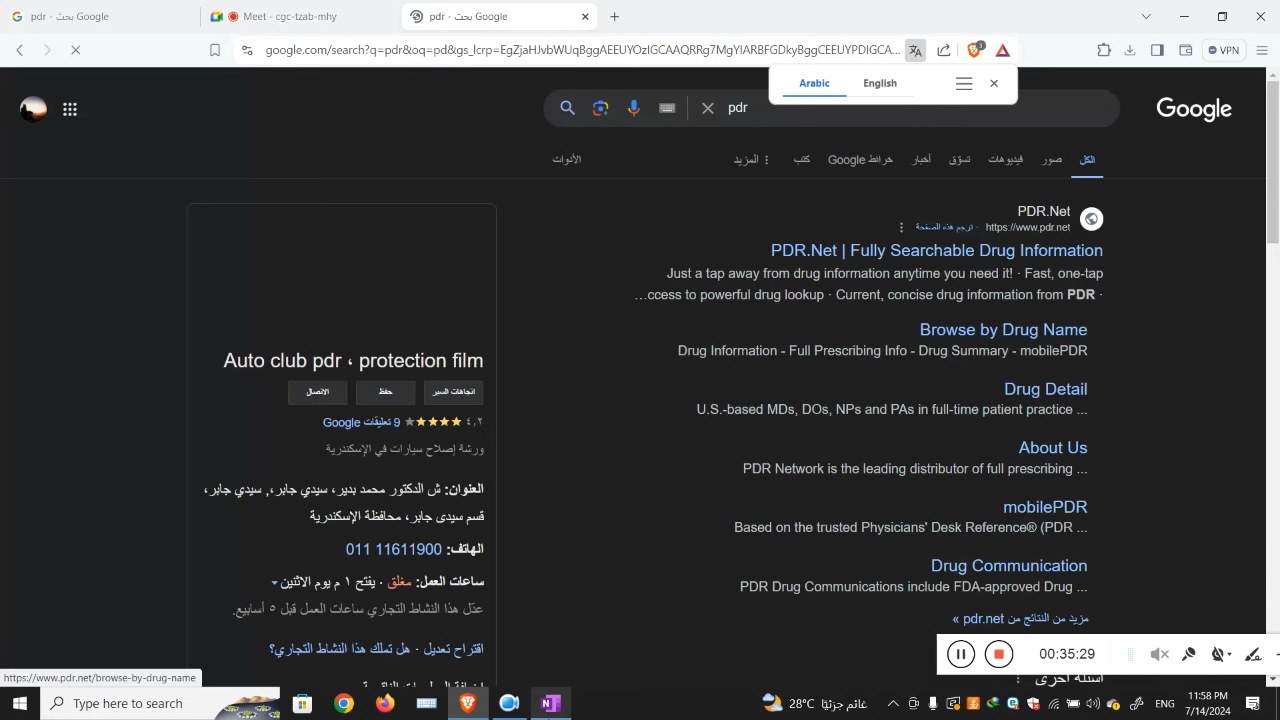 pdr - بحث Google
Meet - cgc-tzab-mhy
pdr - بحث Google
gle.com/search?q=pdr&oq=pd&gs_lcrp=EgZjaHJvbWUqBggAEEUYOzIGCAAQRRg7MgYIARBFGDkyBggCEEUYPDIGCA...
VPN
Arabic
English
pdr
Google
الكل
صور
فيديوهات
تسوّق
أخبار
خرائط Google
كتب
المزيد
الأدوات
PDR.Net
https://www.pdr.net · ترجم هذه الصفحة
PDR.Net | Fully Searchable Drug Information
Just a tap away from drug information anytime you need it! · Fast, one-tap
...ccess to powerful drug lookup · Current, concise drug information from PDR ·
Browse by Drug Name
Drug Information - Full Prescribing Info - Drug Summary - mobilePDR
Drug Detail
U.S.-based MDs, DOs, NPs and PAs in full-time patient practice ...
About Us
PDR Network is the leading distributor of full prescribing ...
mobilePDR
Based on the trusted Physicians' Desk Reference® (PDR ...
Drug Communication
PDR Drug Communications include FDA-approved Drug ...
مزيد من النتائج من pdr.net »
أسئلة أخرى
Auto club pdr ، protection film
اتجاهات السير
حفظ
الاتصال
٤٫٢ 9 تعليقات Google
ورشة إصلاح سيارات في الإسكندرية
العنوان: ش الدكتور محمد بدير، سيدي جابر،, سيدي جابر،
قسم سيدى جابر، محافظة الإسكندرية
الهاتف: 011 11611900
ساعات العمل: مغلق · يفتح ١ م يوم الاثنين
عدّل هذا النشاط التجاري ساعات العمل قبل ٥ أسابيع.
اقتراح تعديل · هل تملك هذا النشاط التجاري؟
00:35:29
https://www.pdr.net/browse-by-drug-name
Type here to search
28°C غائم جزئيًا
ENG
11:58 PM
7/14/2024